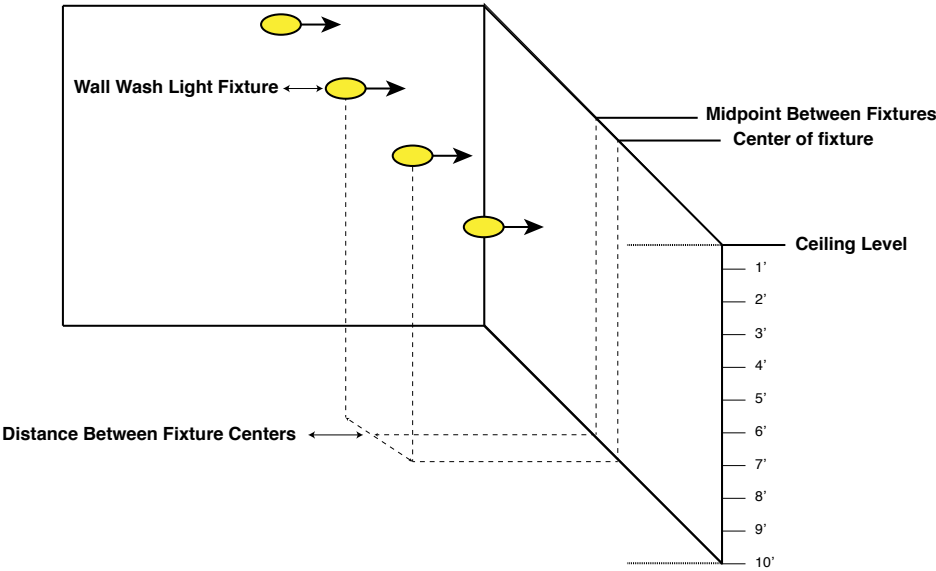 Wall Wash Light Fixture
Midpoint Between Fixtures
Center of fixture
Ceiling Level
1'
2'
3'
4'
5'
6'
Distance Between Fixture Centers
7'
8'
9'
10'